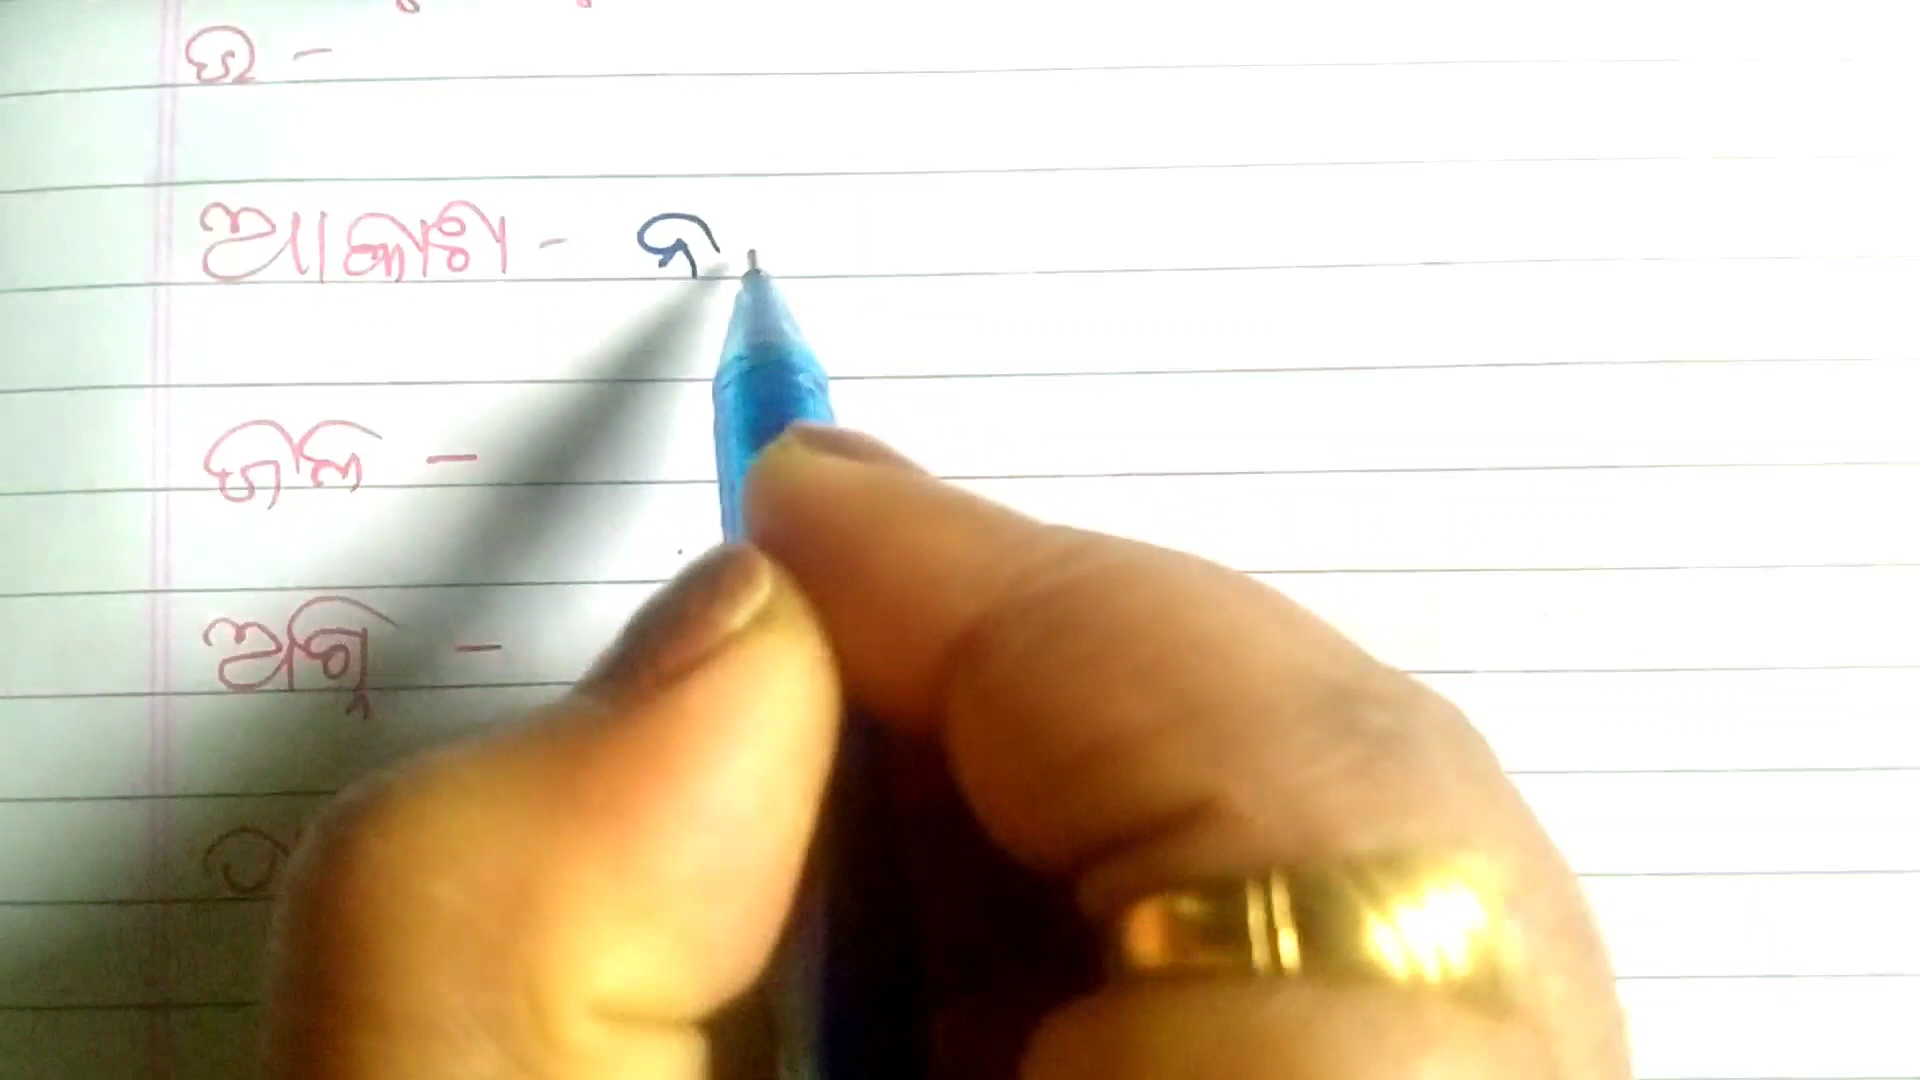 ଉ -
ଆକାଶ - ନ
ଜଳ -
ଅଗ୍ନି -